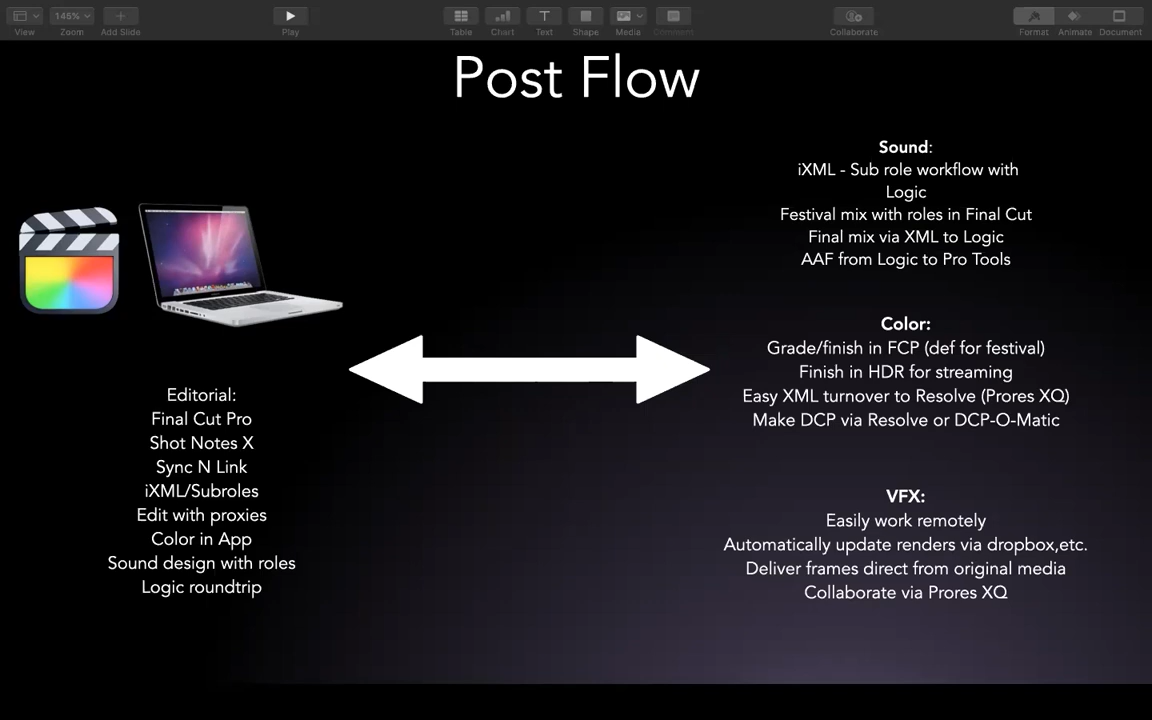 View
Zoom
Add Slide
Play
Table
Chart
Text
Shape
Media
Comment
Collaborate
Format
Animate
Document
145%
Post Flow
Editorial:
Final Cut Pro
Shot Notes X
Sync N Link
iXML/Subroles
Edit with proxies
Color in App
Sound design with roles
Logic roundtrip
Sound:
iXML - Sub role workflow with
Logic
Festival mix with roles in Final Cut
Final mix via XML to Logic
AAF from Logic to Pro Tools
Color:
Grade/finish in FCP (def for festival)
Finish in HDR for streaming
Easy XML turnover to Resolve (Prores XQ)
Make DCP via Resolve or DCP-O-Matic
VFX:
Easily work remotely
Automatically update renders via dropbox,etc.
Deliver frames direct from original media
Collaborate via Prores XQ